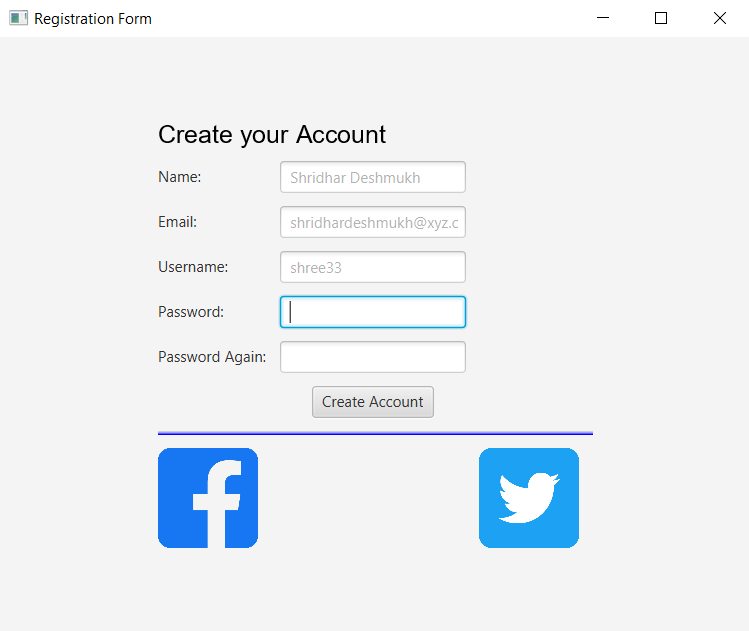 Registration Form
Create your Account
Name: Shridhar Deshmukh
Email: shridhardeshmukh@xyz.c
Username: shree33
Password:
Password Again:
Create Account